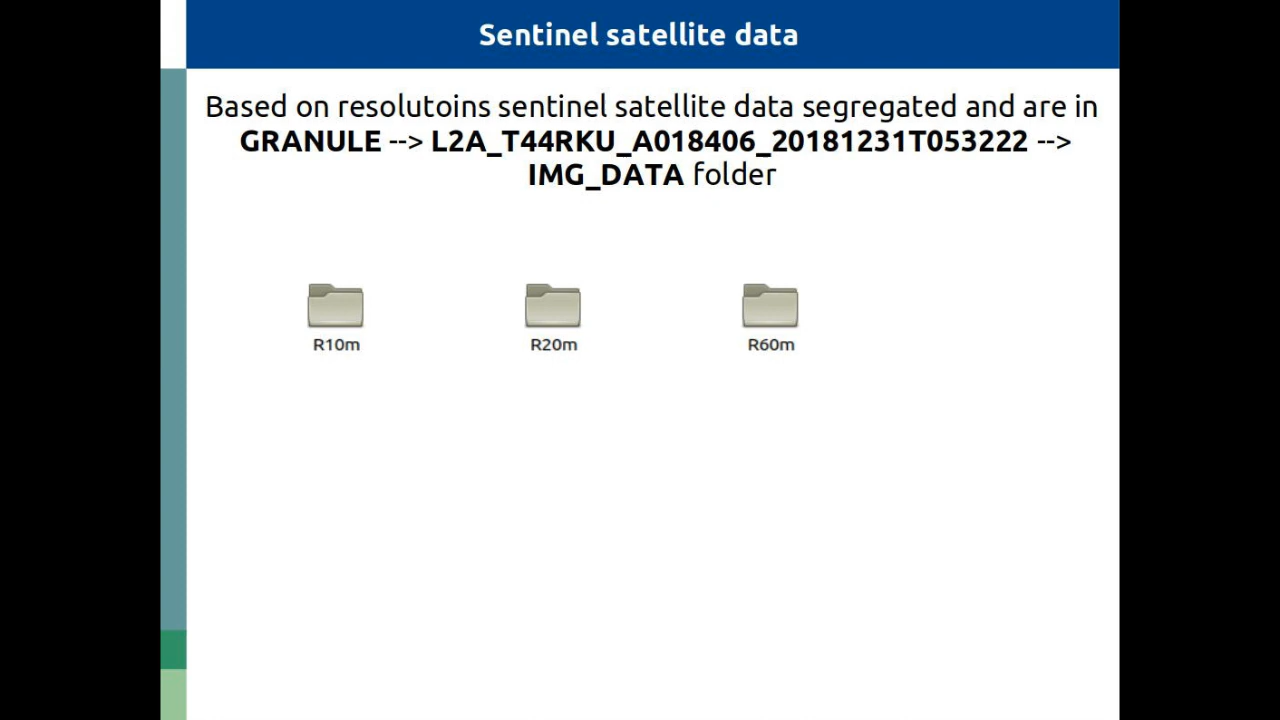 Sentinel satellite data
Based on resolutoins sentinel satellite data segregated and are in
GRANULE --> L2A_T44RKU_A018406_20181231T053222 -->
IMG_DATA folder
R10m R20m R60m